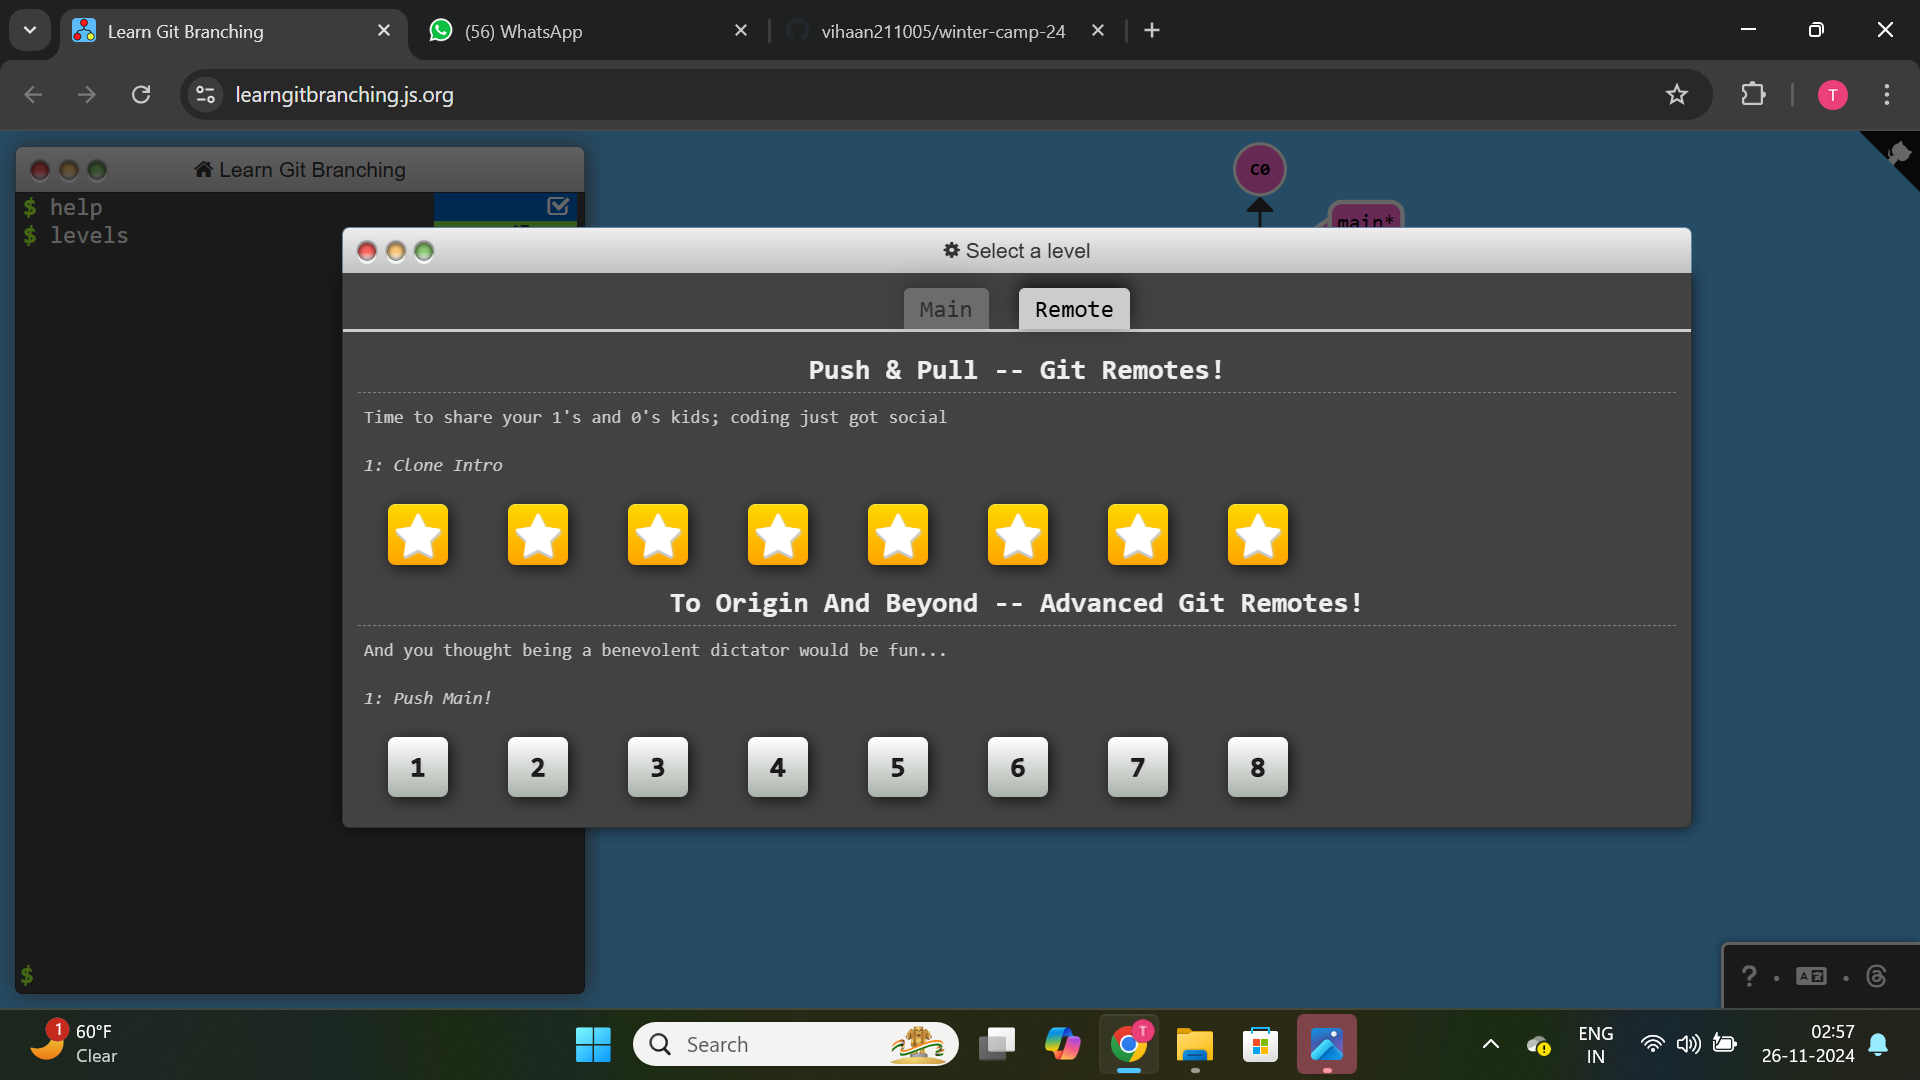 Learn Git Branching
(56) WhatsApp
vihaan211005/winter-camp-24
learngitbranching.js.org
T
Learn Git Branching
$ help
$ levels
$
C0
main*
Select a level
Main
Remote
Push & Pull -- Git Remotes!
Time to share your 1's and 0's kids; coding just got social
1: Clone Intro
To Origin And Beyond -- Advanced Git Remotes!
And you thought being a benevolent dictator would be fun...
1: Push Main!
1 2 3 4 5 6 7 8
?
1
60°F
Clear
Search
T
ENG
IN
02:57
26-11-2024